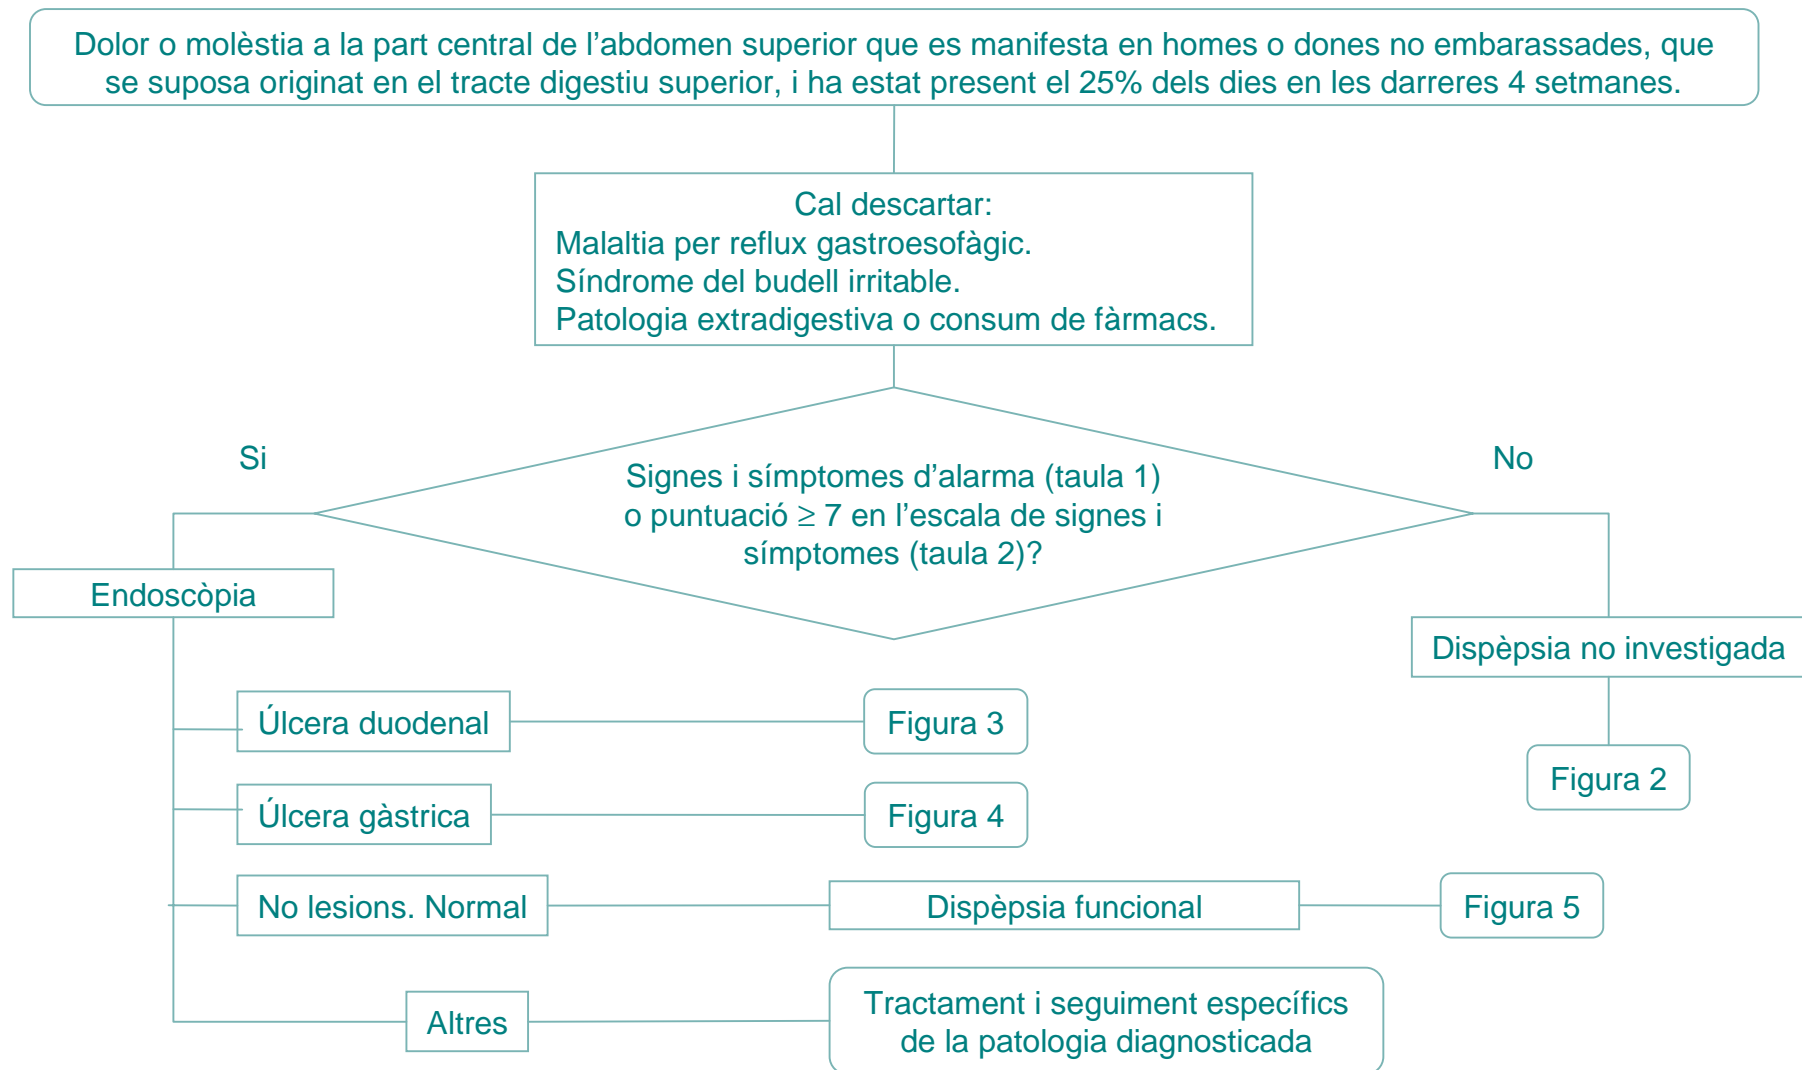 Dolor o molèstia a la part central de l’abdomen superior que es manifesta en homes o dones no embarassades, que
se suposa originat en el tracte digestiu superior, i ha estat present el 25% dels dies en les darreres 4 setmanes.
Cal descartar:
Malaltia per reflux gastroesofàgic.
Síndrome del budell irritable.
Patologia extradigestiva o consum de fàrmacs.
Si
No
Signes i símptomes d’alarma (taula 1)
o puntuació ≥ 7 en l’escala de signes i
símptomes (taula 2)?
Endoscòpia
Dispèpsia no investigada
Úlcera duodenal
Figura 3
Figura 2
Úlcera gàstrica
Figura 4
No lesions. Normal
Dispèpsia funcional
Figura 5
Altres
Tractament i seguiment específics
de la patologia diagnosticada